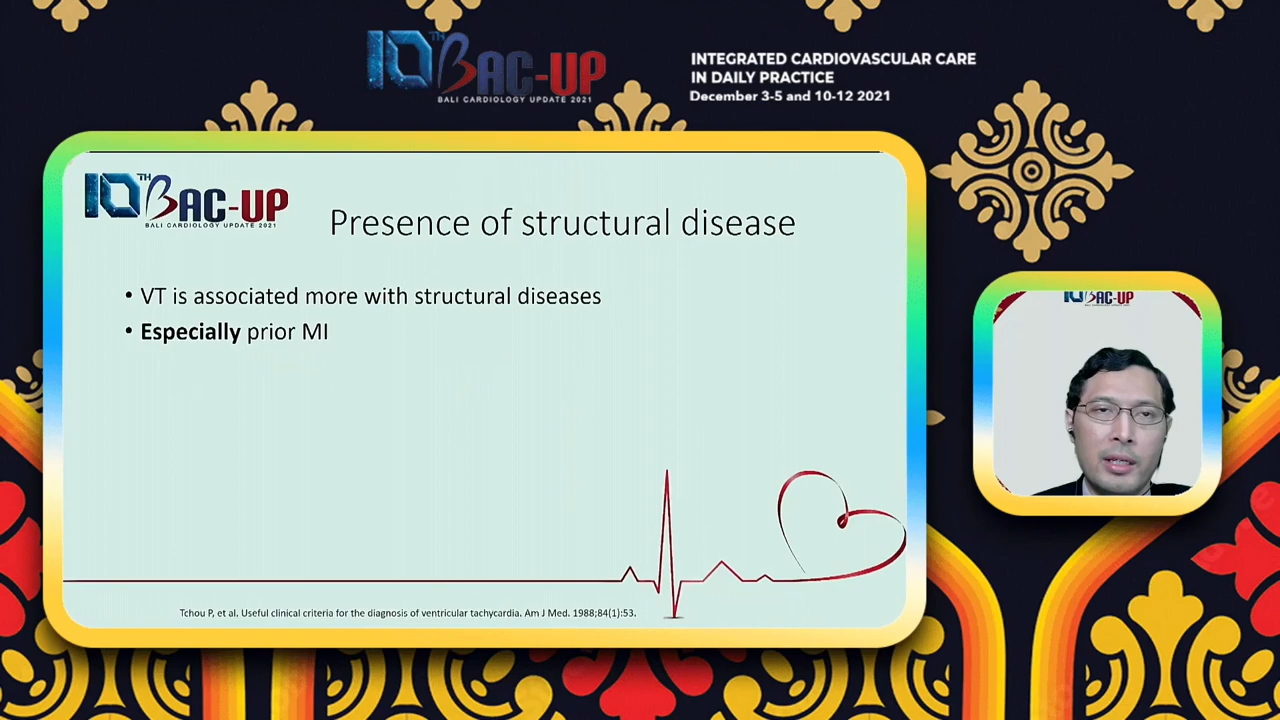 10TH BAC-UP
BALI CARDIOLOGY UPDATE 2021
INTEGRATED CARDIOVASCULAR CARE
IN DAILY PRACTICE
December 3-5 and 10-12 2021
10TH BAC-UP
BALI CARDIOLOGY UPDATE 2021
Presence of structural disease
• VT is associated more with structural diseases
• Especially prior MI
Tchou P, et al. Useful clinical criteria for the diagnosis of ventricular tachycardia. Am J Med. 1988;84(1):53.
10 BAC-UP